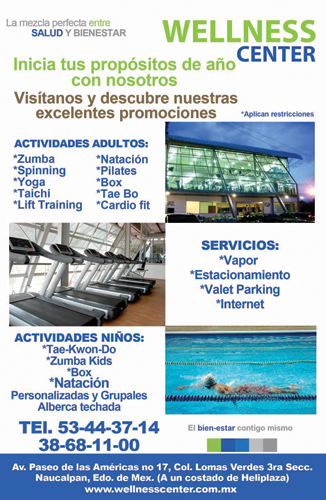 La mezcla perfecta entre
SALUD Y BIENESTAR
WELLNESS
CENTER
Inicia tus propósitos de año
con nosotros
Visítanos y descubre nuestras
excelentes promociones
*Aplican restricciones
ACTIVIDADES ADULTOS:
*Zumba
*Spinning
*Yoga
*Taichi
*Lift Training
*Natación
*Pilates
*Box
*Tae Bo
*Cardio fit
SERVICIOS:
*Vapor
*Estacionamiento
*Valet Parking
*Internet
ACTIVIDADES NIÑOS:
*Tae-Kwon-Do
*Zumba Kids
*Box
*Natación
Personalizadas y Grupales
Alberca techada
TEl. 53-44-37-14
38-68-11-00
El bien-estar contigo mismo
Av. Paseo de las Américas no 17, Col. Lomas Verdes 3ra Secc.
Naucalpan, Edo. de Mex. (A un costado de Heliplaza)
www.wellnesscenter.com.mx